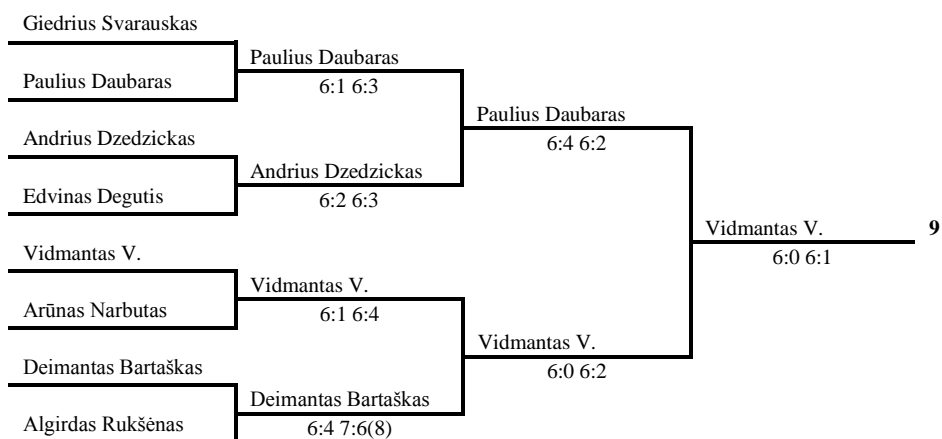 Giedrius Svarauskas
Paulius Daubaras
Paulius Daubaras
6:1 6:3
Paulius Daubaras
6:4 6:2
Andrius Dzedzickas
Andrius Dzedzickas
Edvinas Degutis
6:2 6:3
Vidmantas V.
9
6:0 6:1
Vidmantas V.
Vidmantas V.
Arūnas Narbutas
6:1 6:4
Vidmantas V.
6:0 6:2
Deimantas Bartaškas
Deimantas Bartaškas
Algirdas Rukšėnas
6:4 7:6(8)